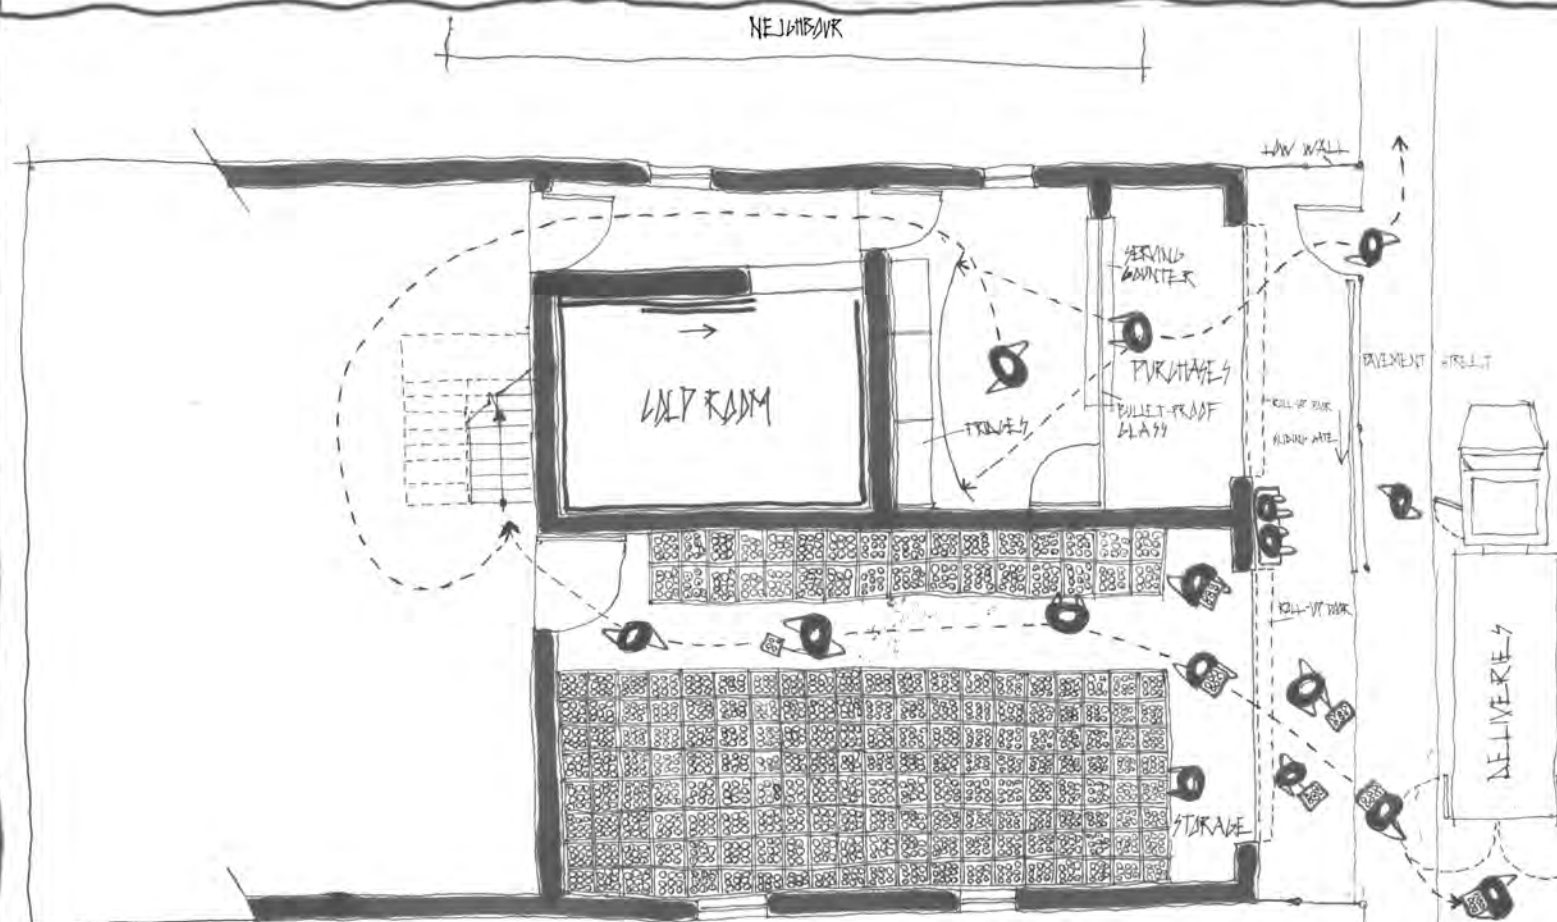 NEIGHBOUR
LOW WALL
SERVING
COUNTER
PURCHASES
BULLET-PROOF
GLASS
FRIDGES
COLD ROOM
PAVEMENT STREET
ROLL-UP DOOR
SLIDING GATE
ROLL-UP DOOR
DELIVERIES
STORAGE